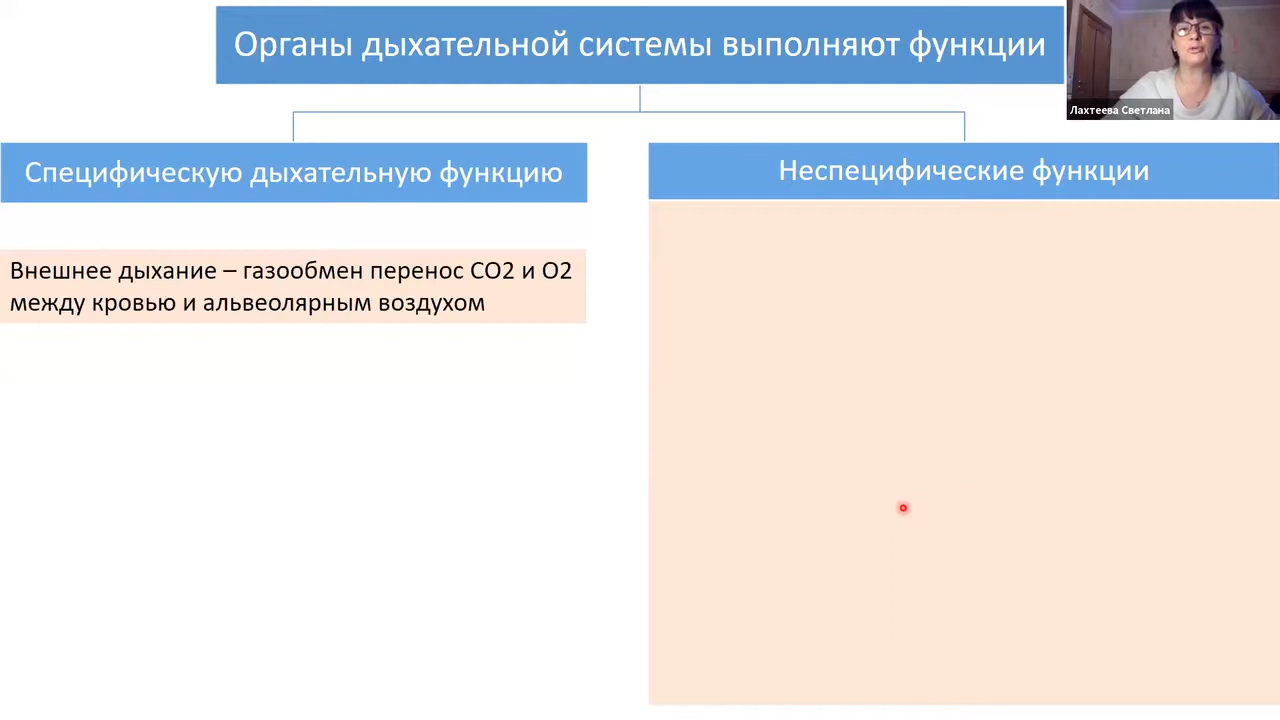 Органы дыхательной системы выполняют функции
Лахтеева Светлана
Специфическую дыхательную функцию
Неспецифические функции
Внешнее дыхание – газообмен перенос СО2 и О2
между кровью и альвеолярным воздухом